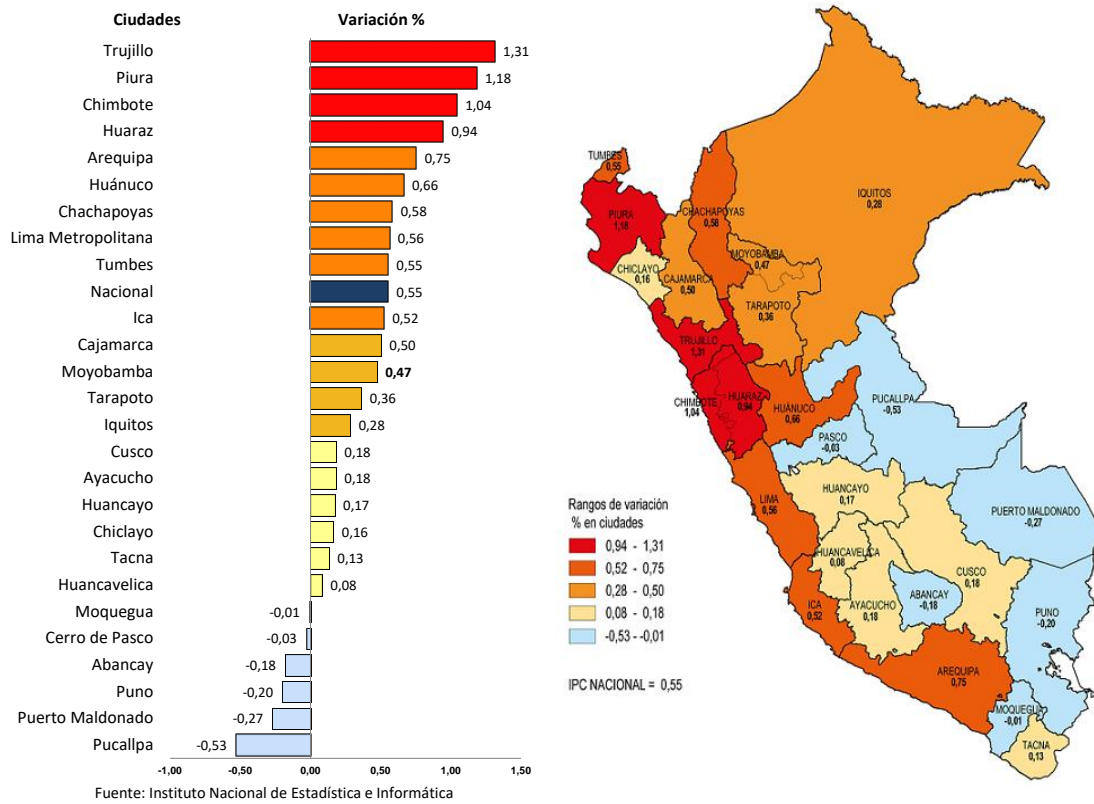 Ciudades Variación %
Trujillo 1,31
Piura 1,18
Chimbote 1,04
Huaraz 0,94
Arequipa 0,75
Huánuco 0,66
Chachapoyas 0,58
Lima Metropolitana 0,56
Tumbes 0,55
Nacional 0,55
Ica 0,52
Cajamarca 0,50
Moyobamba 0,47
Tarapoto 0,36
Iquitos 0,28
Cusco 0,18
Ayacucho 0,18
Huancayo 0,17
Chiclayo 0,16
Tacna 0,13
Huancavelica 0,08
Moquegua -0,01
Cerro de Pasco -0,03
Abancay -0,18
Puno -0,20
Puerto Maldonado -0,27
Pucallpa -0,53
-1,00 -0,50 0,00 0,50 1,00 1,50
Fuente: Instituto Nacional de Estadística e Informática
TUMBES
0,55
PIURA
1,18
CHACHAPOYAS
0,58
IQUITOS
0,28
MOYOBAMBA
0,47
CHICLAYO
0,16
CAJAMARCA
0,50
TARAPOTO
0,36
TRUJILLO
1,31
CHIMBOTE
1,04
HUARAZ
0,94
HUÁNUCO
0,66
PUCALLPA
-0,53
PASCO
-0,03
LIMA
0,56
HUANCAYO
0,17
PUERTO MALDONADO
-0,27
HUANCAVELICA
0,08
CUSCO
0,18
ICA
0,52
AYACUCHO
0,18
ABANCAY
-0,18
PUNO
-0,20
AREQUIPA
0,75
MOQUEGUA
-0,01
TACNA
0,13
Rangos de variación
% en ciudades
0,94 - 1,31
0,52 - 0,75
0,28 - 0,50
0,08 - 0,18
-0,53 - -0,01
IPC NACIONAL = 0,55